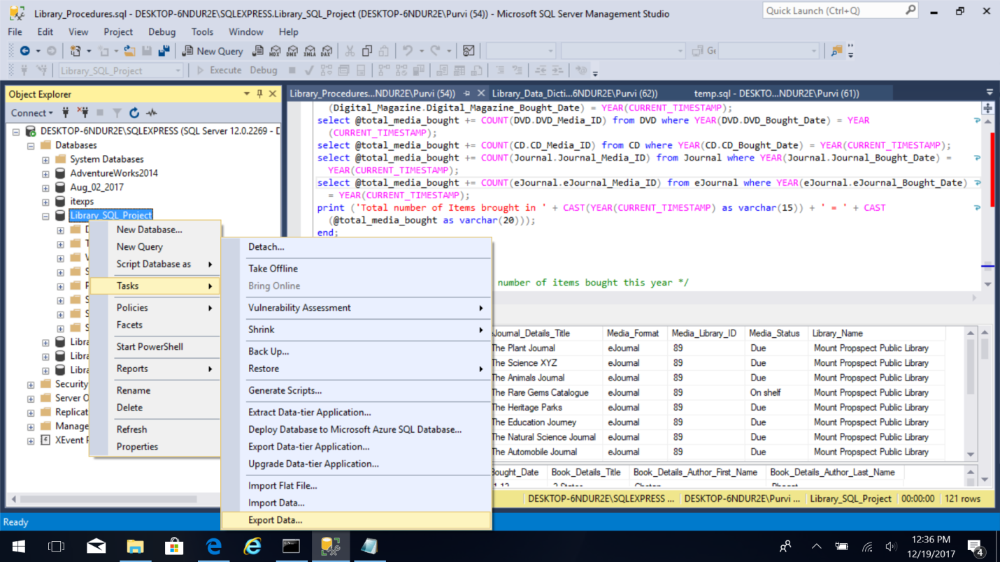 Library_Procedures.sql - DESKTOP-6NDUR2E\SQLEXPRESS.Library_SQL_Project (DESKTOP-6NDUR2E\Purvi (54)) - Microsoft SQL Server Management Studio
Quick Launch (Ctrl+Q)
File Edit View Project Debug Tools Window Help
New Query MDX DMX XMLA DAX Ge
Library_SQL_Project Execute Debug
Object Explorer
Connect
DESKTOP-6NDUR2E\SQLEXPRESS (SQL Server 12.0.2269 - D
Databases
System Databases
AdventureWorks2014
Aug_02_2017
itexps
Library_SQL_Project
D
T
V
S
P
S
S
S
Libra
Libra
Libra
Security
Server O
Replicat
Manage
XEvent P
New Database...
New Query
Script Database as
Tasks
Policies
Facets
Start PowerShell
Reports
Rename
Delete
Refresh
Properties
Detach...
Take Offline
Bring Online
Vulnerability Assessment
Shrink
Back Up...
Restore
Generate Scripts...
Extract Data-tier Application...
Deploy Database to Microsoft Azure SQL Database...
Export Data-tier Application...
Upgrade Data-tier Application...
Import Flat File...
Import Data...
Export Data...
Library_Procedures...NDUR2E\Purvi (54)) Library_Data_Dicti...6NDUR2E\Purvi (62)) temp.sql - DESKTO...NDUR2E\Purvi (61))
(Digital_Magazine.Digital_Magazine_Bought_Date) = YEAR(CURRENT_TIMESTAMP);
select @total_media_bought += COUNT(DVD.DVD_Media_ID) from DVD where YEAR(DVD.DVD_Bought_Date) = YEAR
(CURRENT_TIMESTAMP);
select @total_media_bought += COUNT(CD.CD_Media_ID) from CD where YEAR(CD.CD_Bought_Date) = YEAR(CURRENT_TIMESTAMP);
select @total_media_bought += COUNT(Journal.Journal_Media_ID) from Journal where YEAR(Journal.Journal_Bought_Date) =
YEAR(CURRENT_TIMESTAMP);
select @total_media_bought += COUNT(eJournal.eJournal_Media_ID) from eJournal where YEAR(eJournal.eJournal_Bought_Date)
= YEAR(CURRENT_TIMESTAMP);
print ('Total number of Items brought in ' + CAST(YEAR(CURRENT_TIMESTAMP) as varchar(15)) + ' = ' + CAST
(@total_media_bought as varchar(20)));
end;
number of items bought this year */
eJournal_Details_Title Media_Format Media_Library_ID Media_Status Library_Name
The Plant Journal eJournal 89 Due Mount Propspect Public Library
The Science XYZ eJournal 89 Due Mount Propspect Public Library
The Animals Journal eJournal 89 Due Mount Propspect Public Library
The Rare Gems Catalogue eJournal 89 On shelf Mount Propspect Public Library
The Heritage Parks eJournal 89 Due Mount Propspect Public Library
The Education Journey eJournal 89 Due Mount Propspect Public Library
The Natural Science Journal eJournal 89 Due Mount Propspect Public Library
The Automobile Journal eJournal 89 Due Mount Propspect Public Library
Bought_Date Book_Details_Title Book_Details_Author_First_Name Book_Details_Author_Last_Name
2 States Chetan Bhagat
DESKTOP-6NDUR2E\SQLEXPRESS ... DESKTOP-6NDUR2E\Purvi ... Library_SQL_Project 00:00:00 121 rows
Ready
12:36 PM
12/19/2017
4